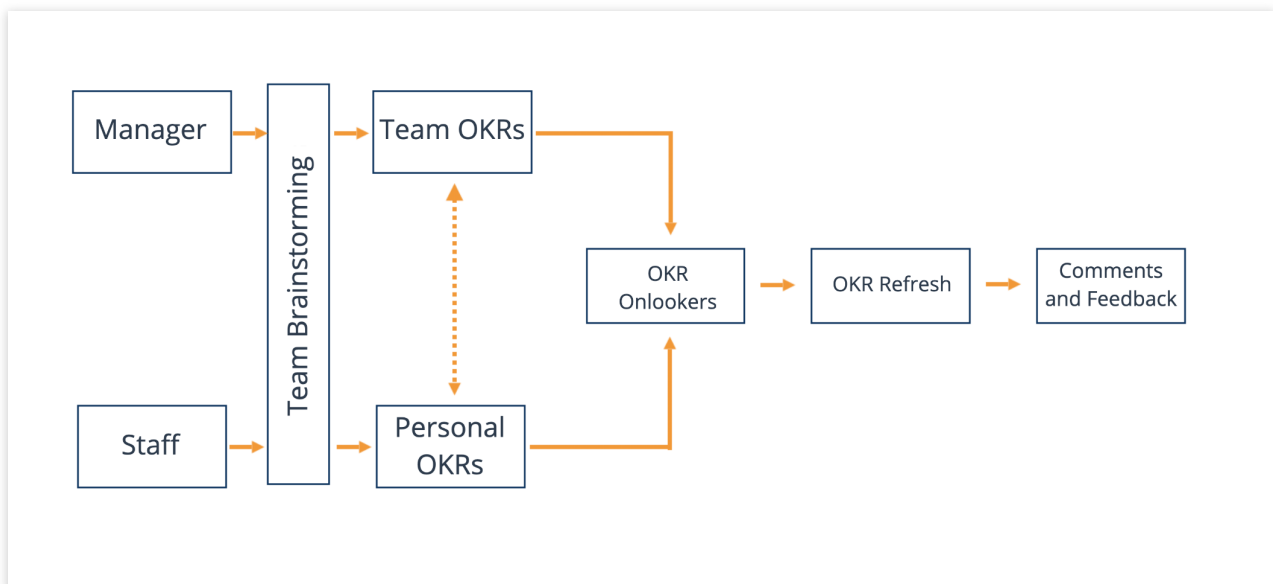 Manager
Team Brainstorming
Team OKRs
Staff
Personal
OKRs
OKR
Onlookers
OKR Refresh
Comments
and Feedback